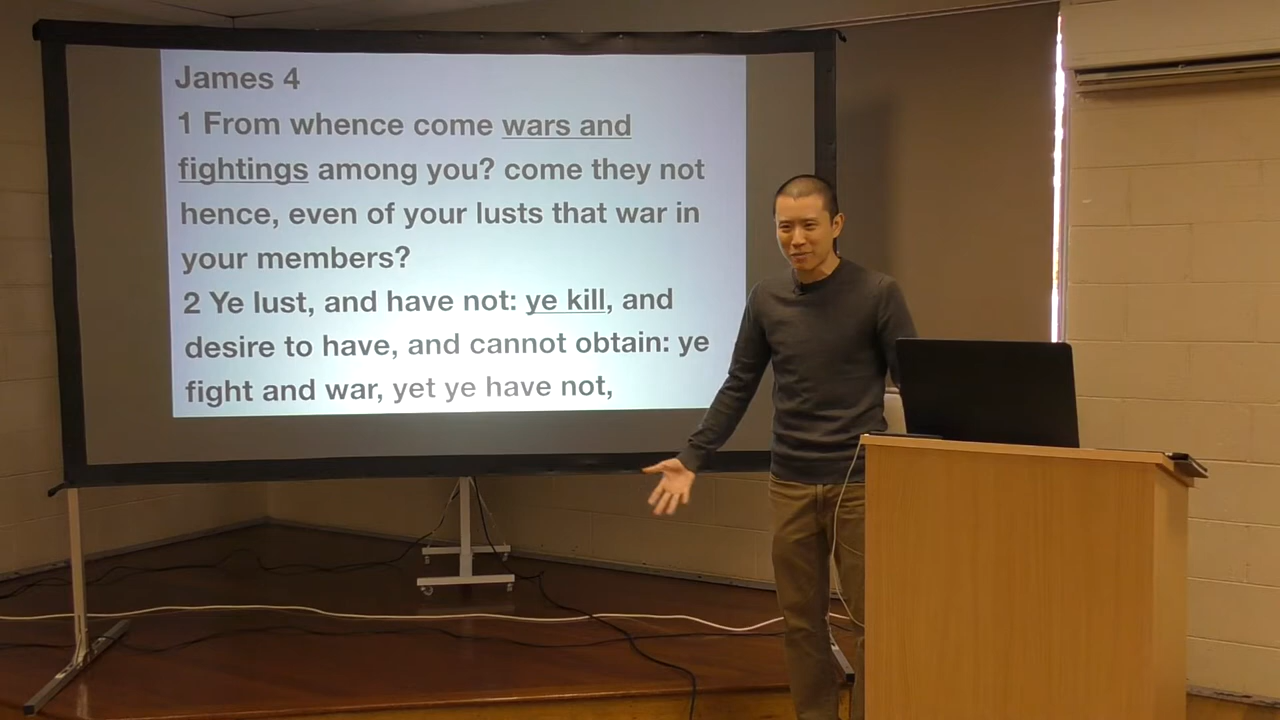 James 4
1 From whence come wars and
fightings among you? come they not
hence, even of your lusts that war in
your members?
2 Ye lust, and have not: ye kill, and
desire to have, and cannot obtain: ye
fight and war, yet ye have not,